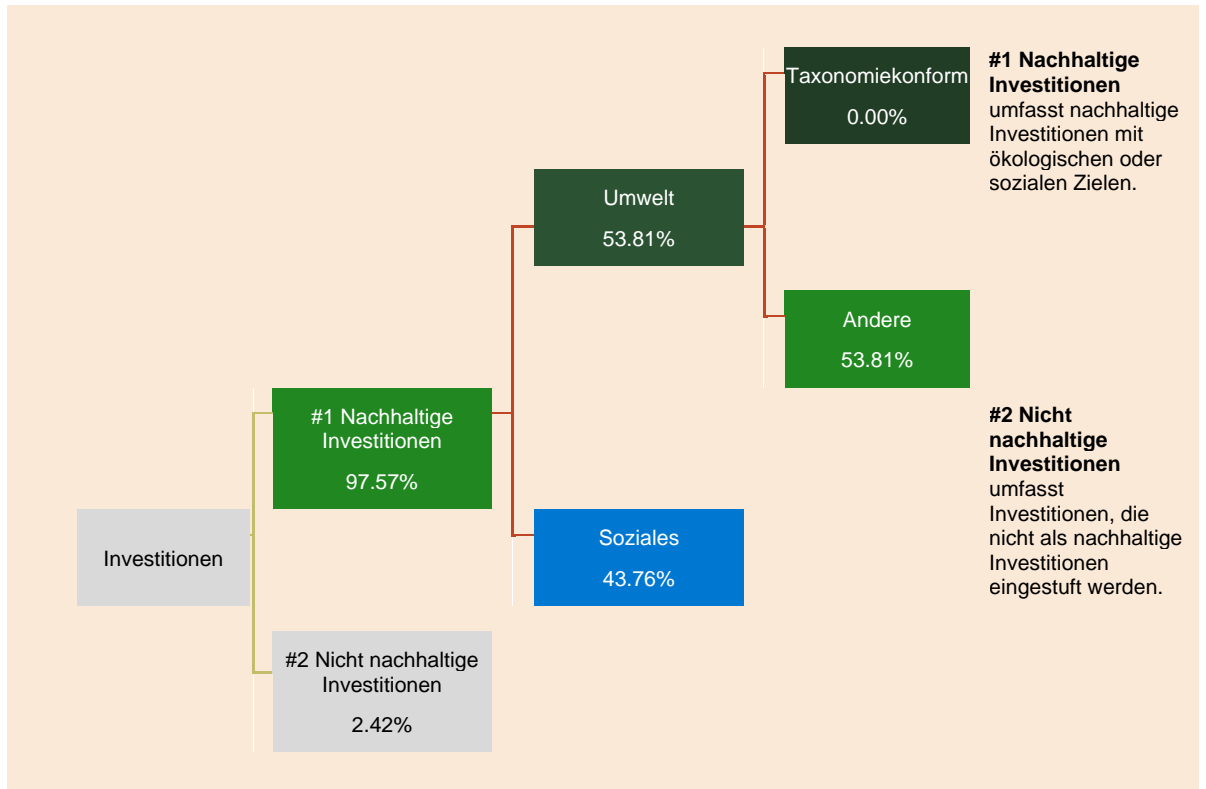 Taxonomiekonform
0.00%
#1 Nachhaltige
Investitionen
umfasst nachhaltige
Investitionen mit
ökologischen oder
sozialen Zielen.
Umwelt
53.81%
Andere
53.81%
#1 Nachhaltige
Investitionen
97.57%
#2 Nicht
nachhaltige
Investitionen
umfasst
Investitionen, die
nicht als nachhaltige
Investitionen
eingestuft werden.
Soziales
43.76%
Investitionen
#2 Nicht nachhaltige
Investitionen
2.42%